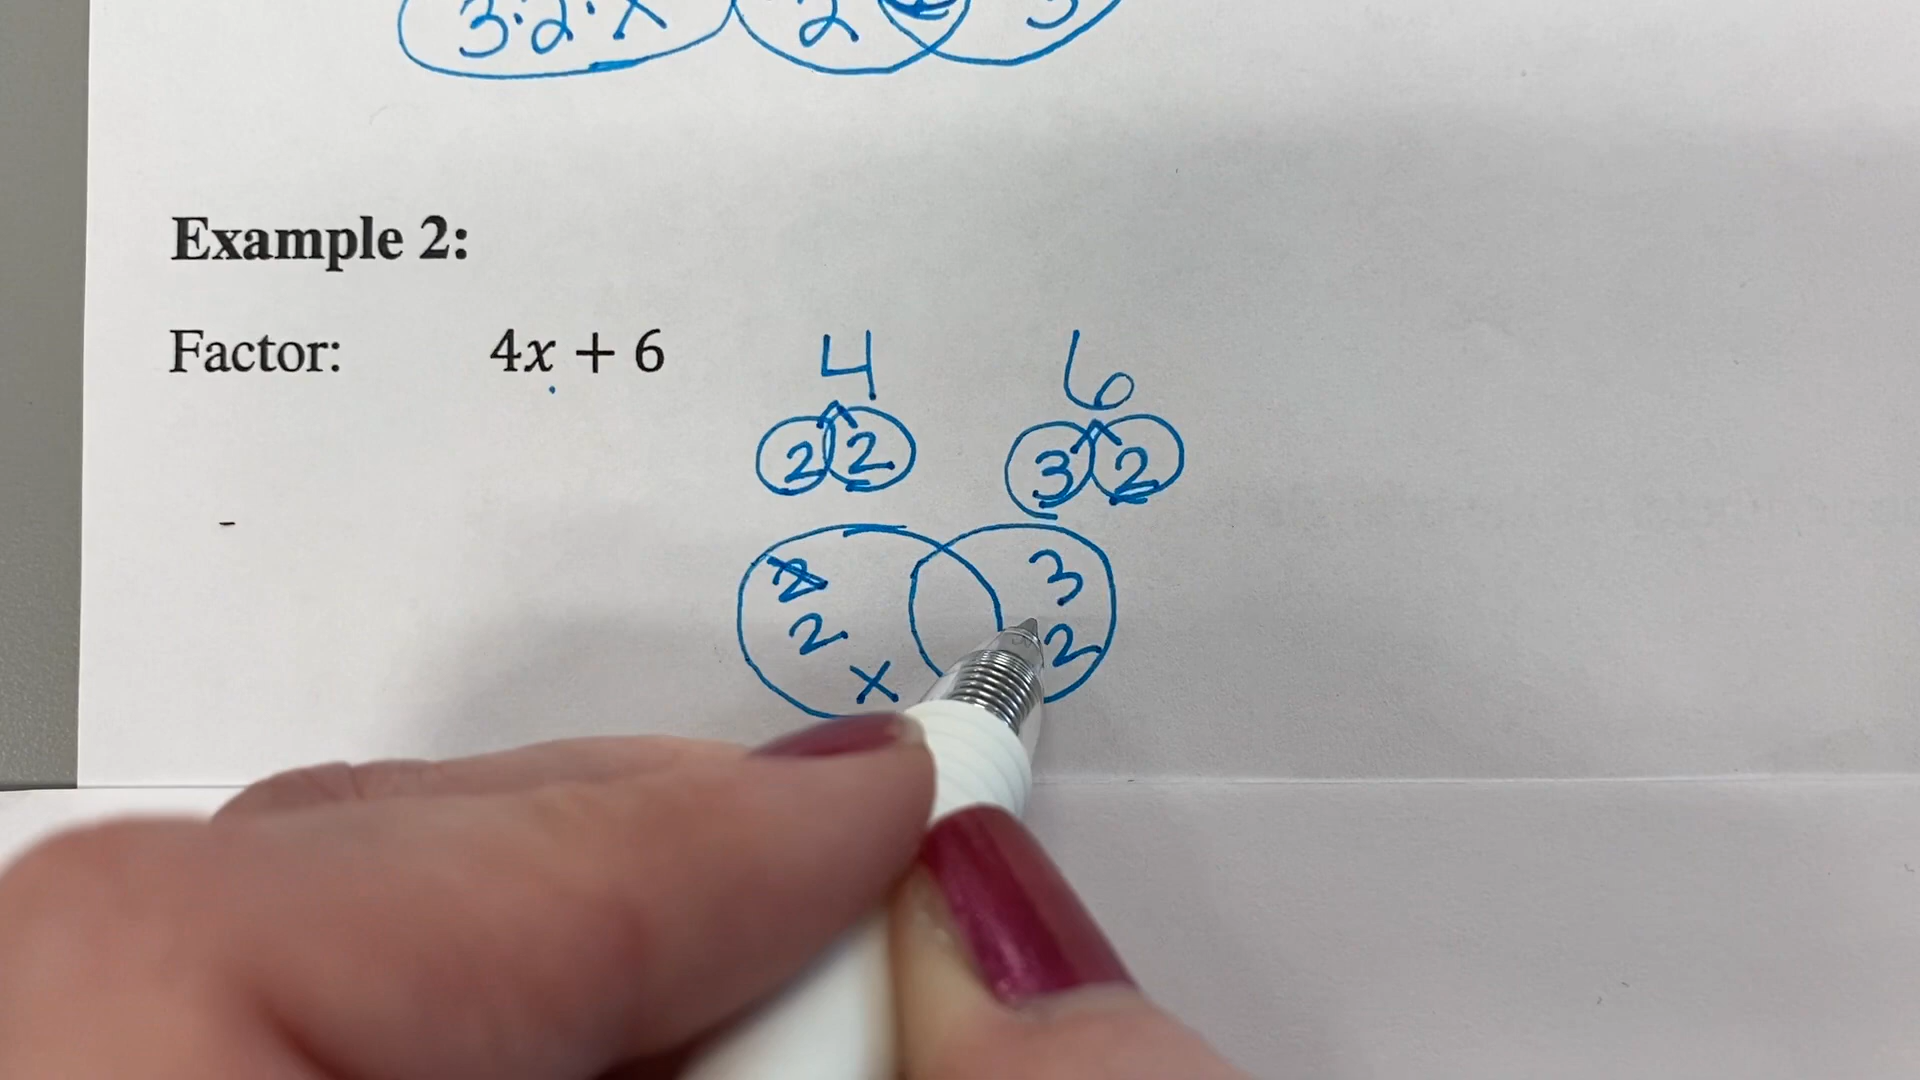 3·2·x 2 2 3
Example 2:
Factor: 4x + 6 4 6
2 2 3 2
2 3
2 2
x